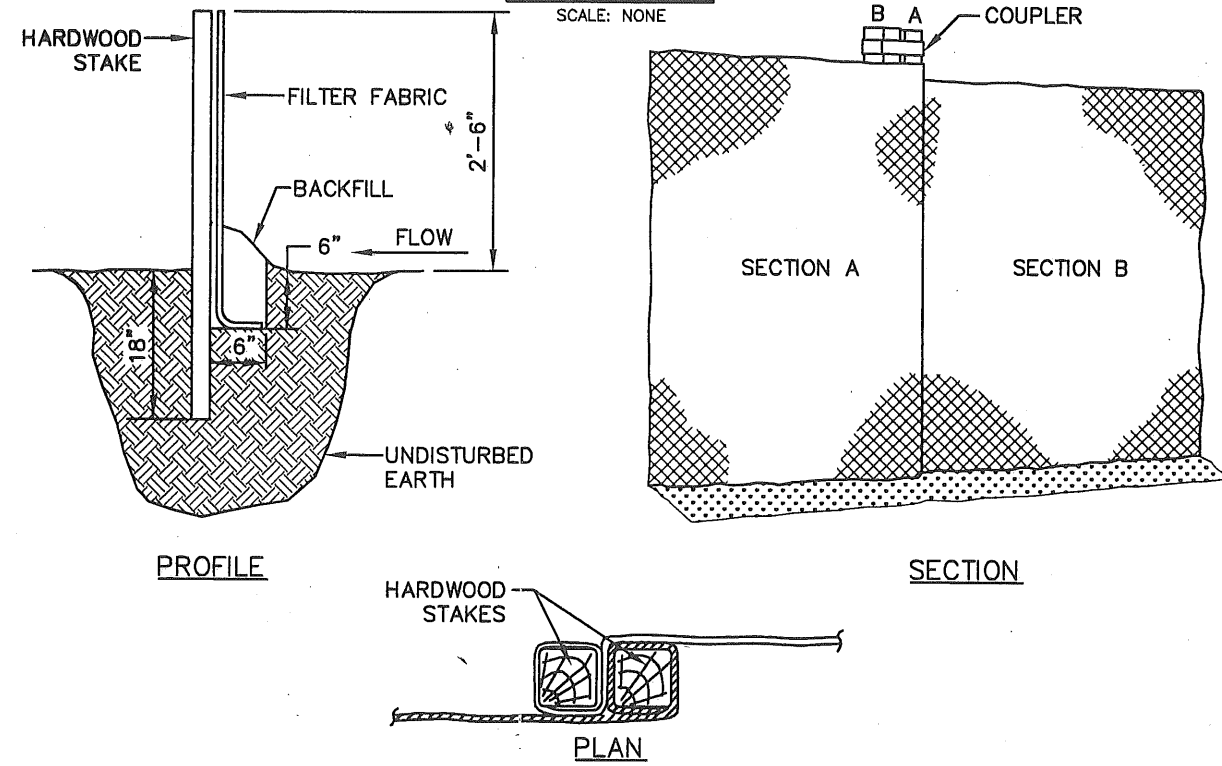 SCALE: NONE
HARDWOOD
STAKE
FILTER FABRIC
BACKFILL
6"
FLOW
2'-6"
18"
6"
UNDISTURBED
EARTH
PROFILE
B A
COUPLER
SECTION A
SECTION B
SECTION
HARDWOOD
STAKES
PLAN